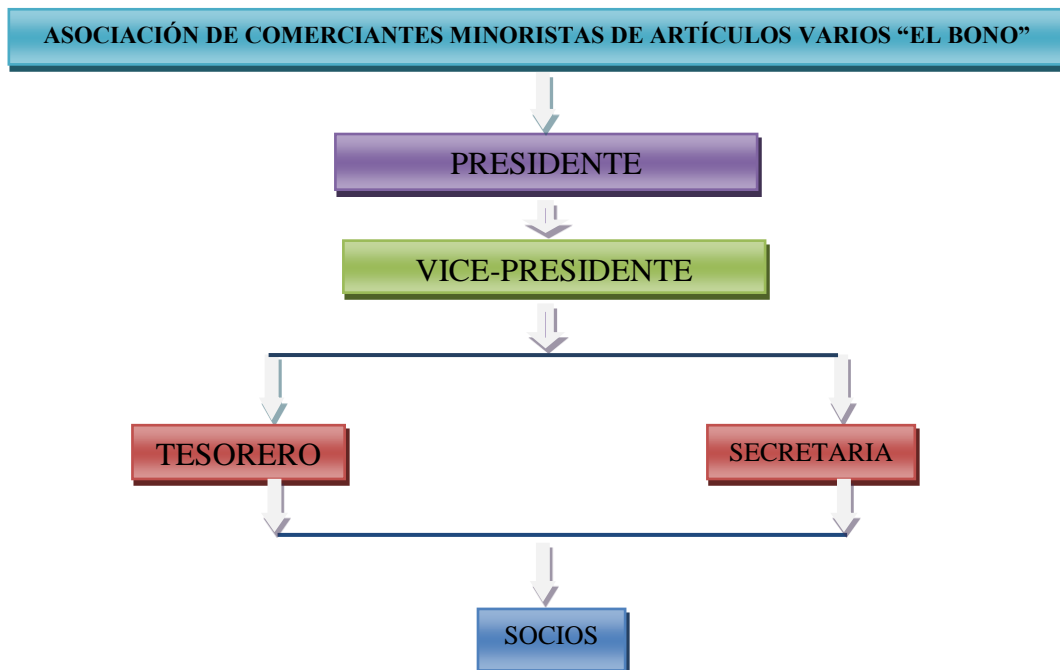 ASOCIACIÓN DE COMERCIANTES MINORISTAS DE ARTÍCULOS VARIOS “EL BONO”
PRESIDENTE
VICE-PRESIDENTE
TESORERO
SECRETARIA
SOCIOS